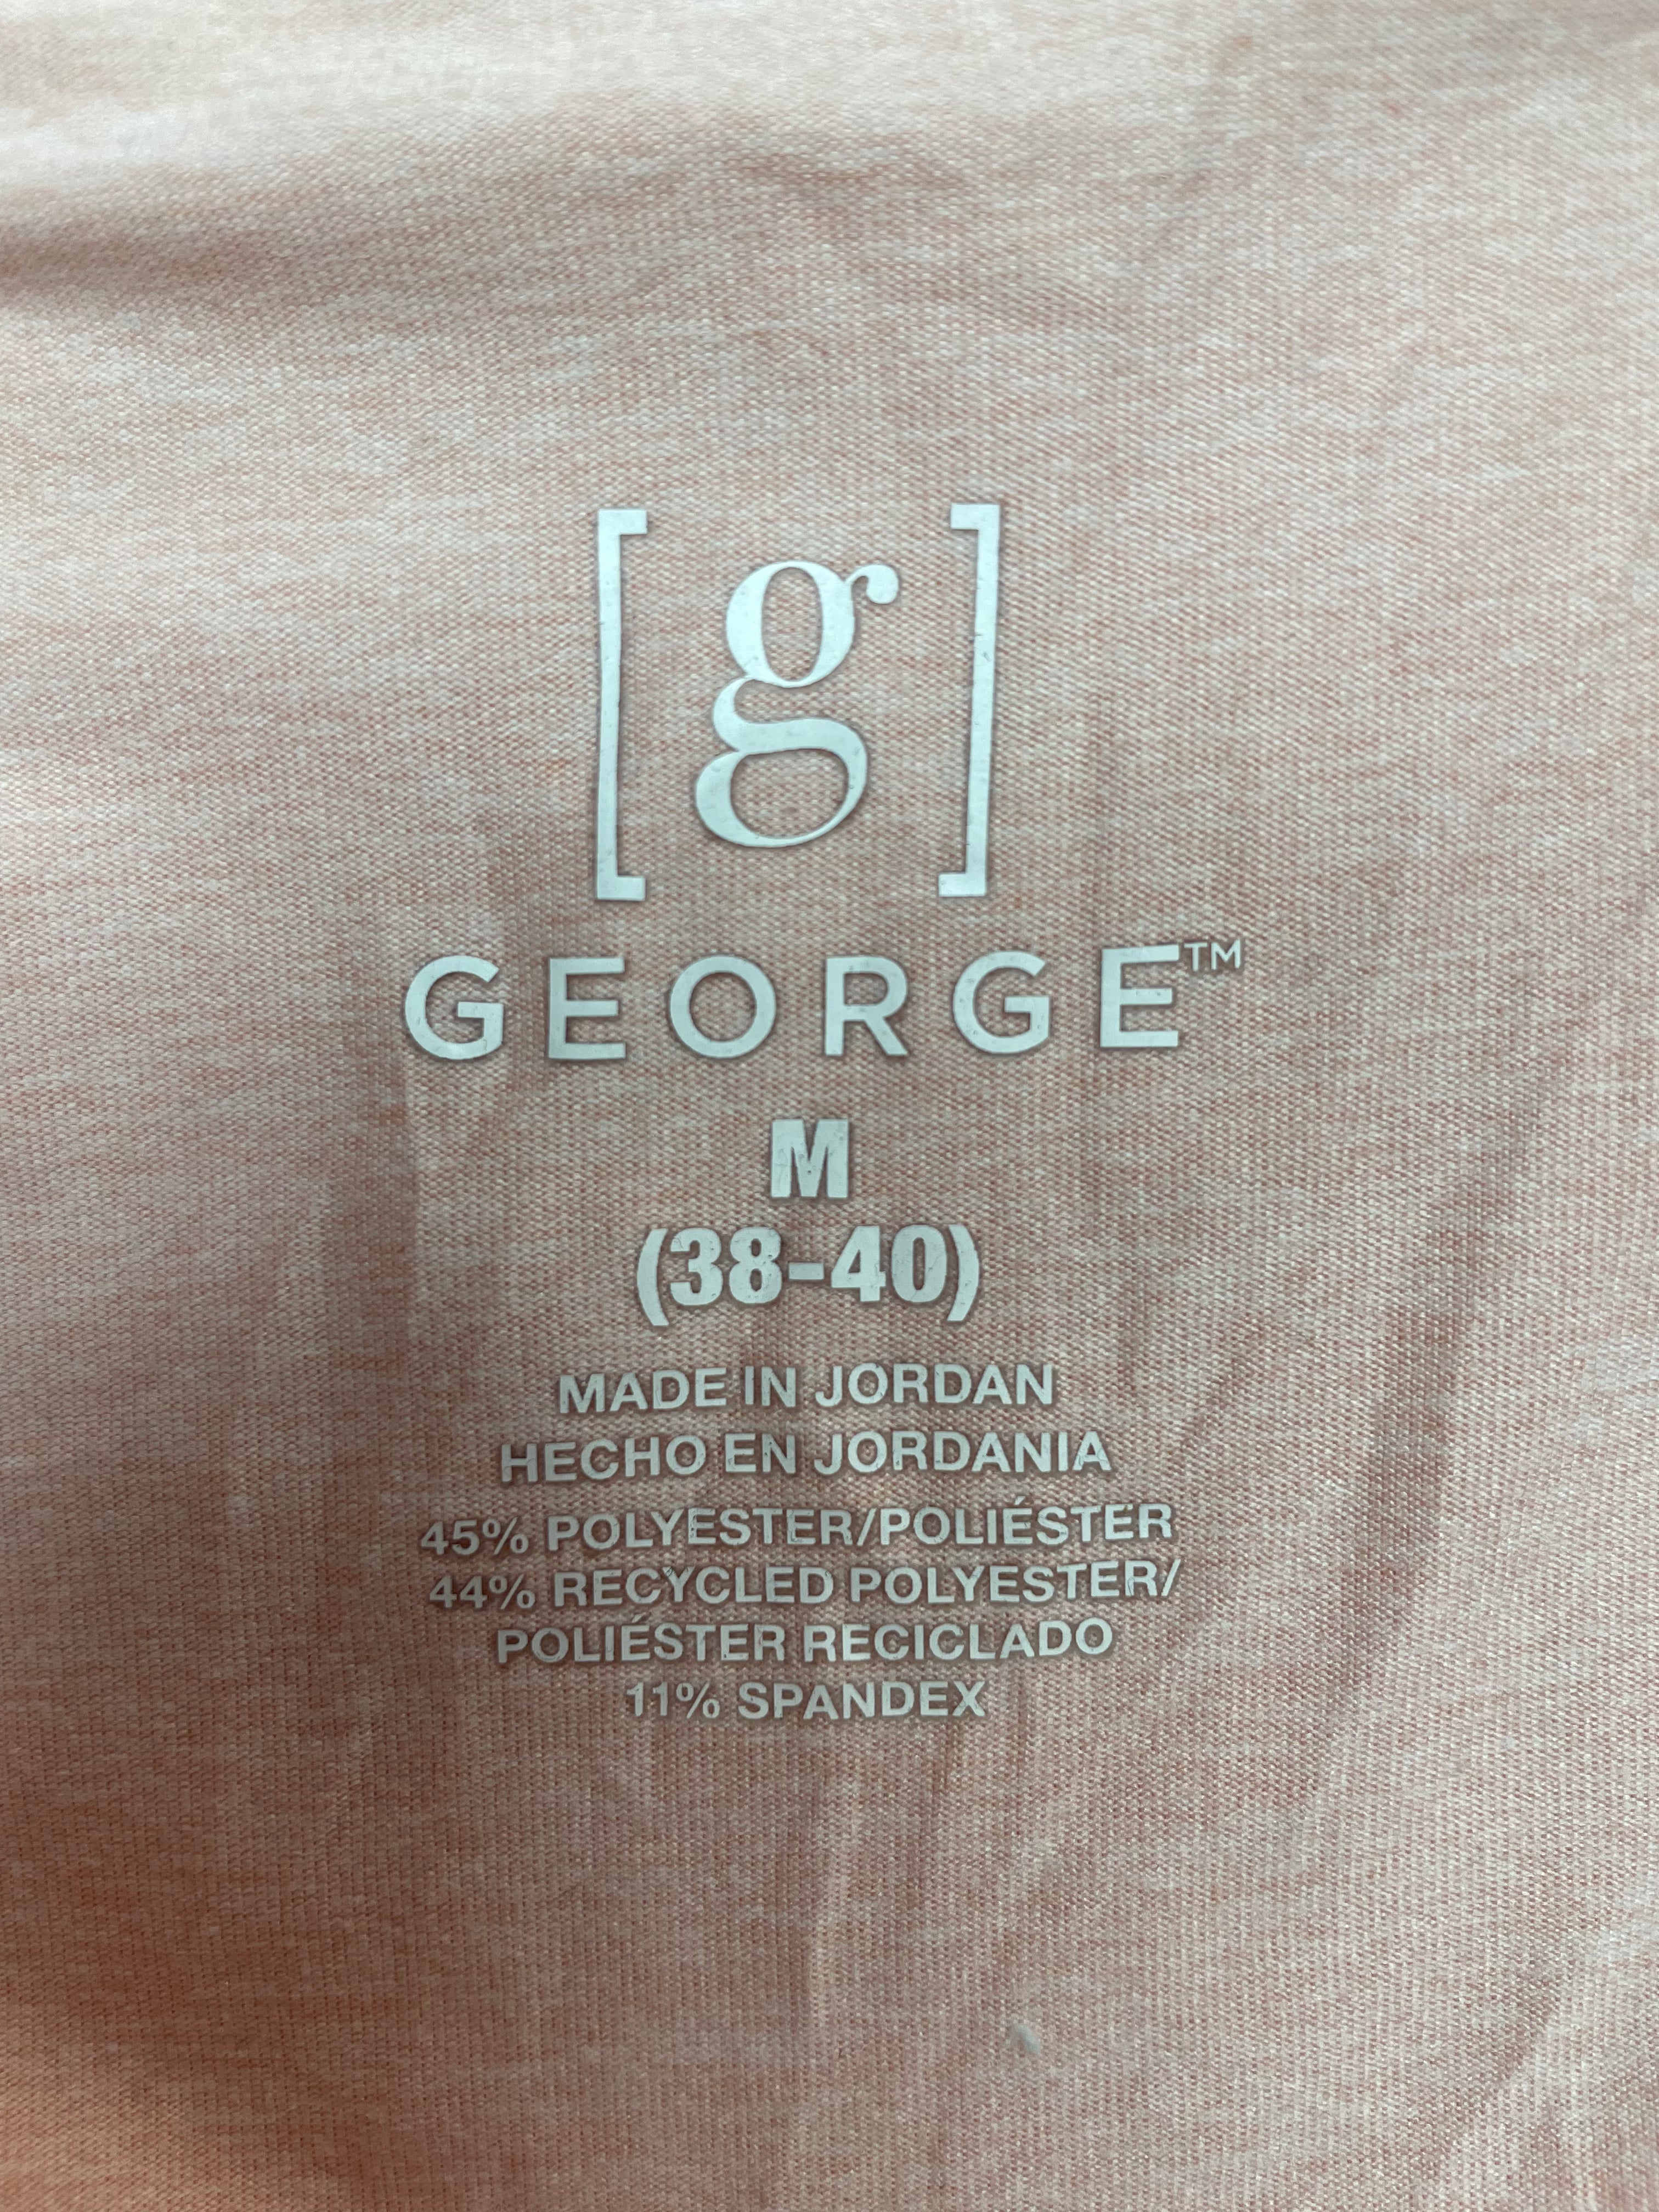 [g]
GEORGE™
M
(38-40)
MADE IN JORDAN
HECHO EN JORDANIA
45% POLYESTER/POLIÉSTER
44% RECYCLED POLYESTER/
POLIÉSTER RECICLADO
11% SPANDEX